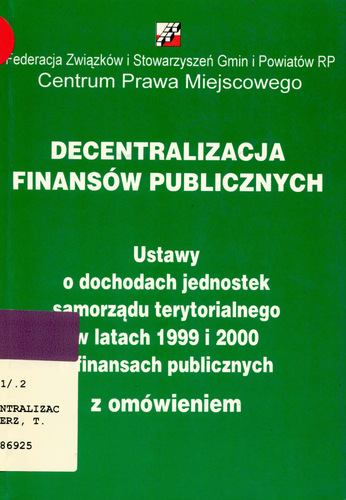 Federacja Związków i Stowarzyszeń Gmin i Powiatów RP
Centrum Prawa Miejscowego
DECENTRALIZACJA
FINANSÓW PUBLICZNYCH
Ustawy
o dochodach jednostek
samorządu terytorialnego
w latach 1999 i 2000
finansach publicznych
z omówieniem
1/.2
NTRALIZAC
ERZ, T.
86925